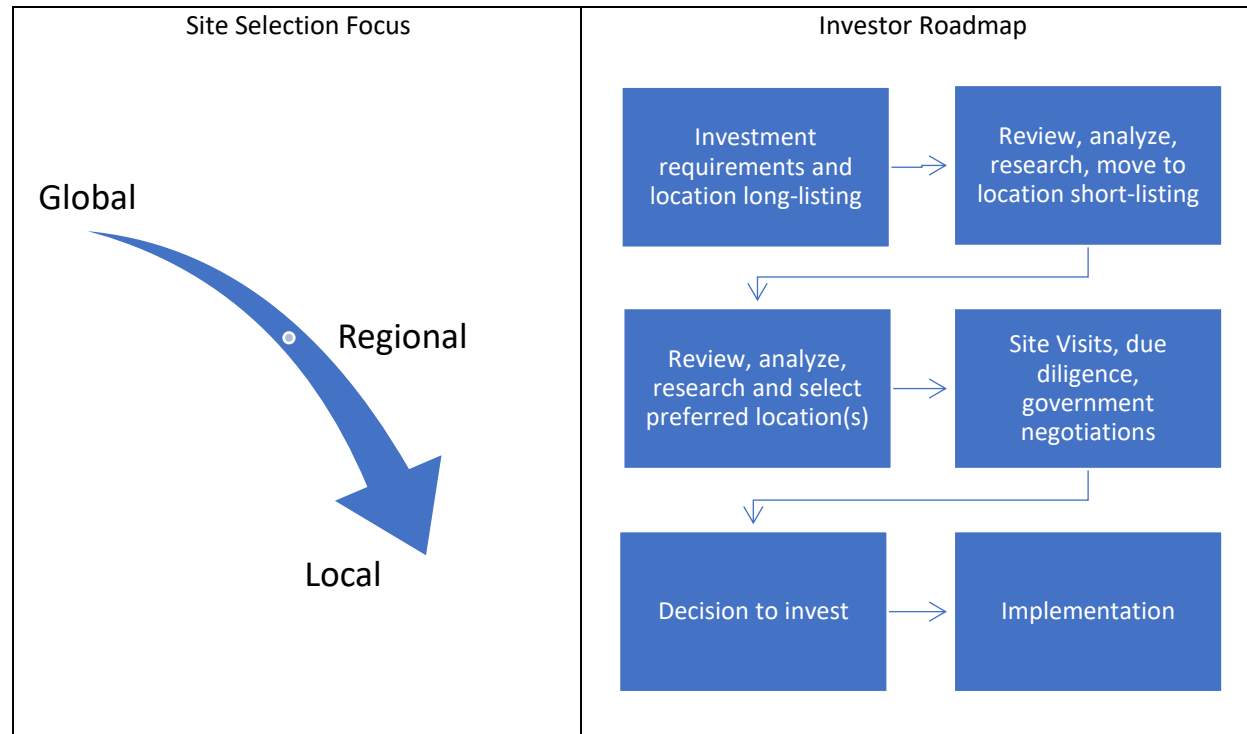 Site Selection Focus
Global
Regional
Local
Investor Roadmap
Investment
requirements and
location long-listing
Review, analyze,
research, move to
location short-listing
Review, analyze,
research and select
preferred location(s)
Site Visits, due
diligence,
government
negotiations
Decision to invest
Implementation